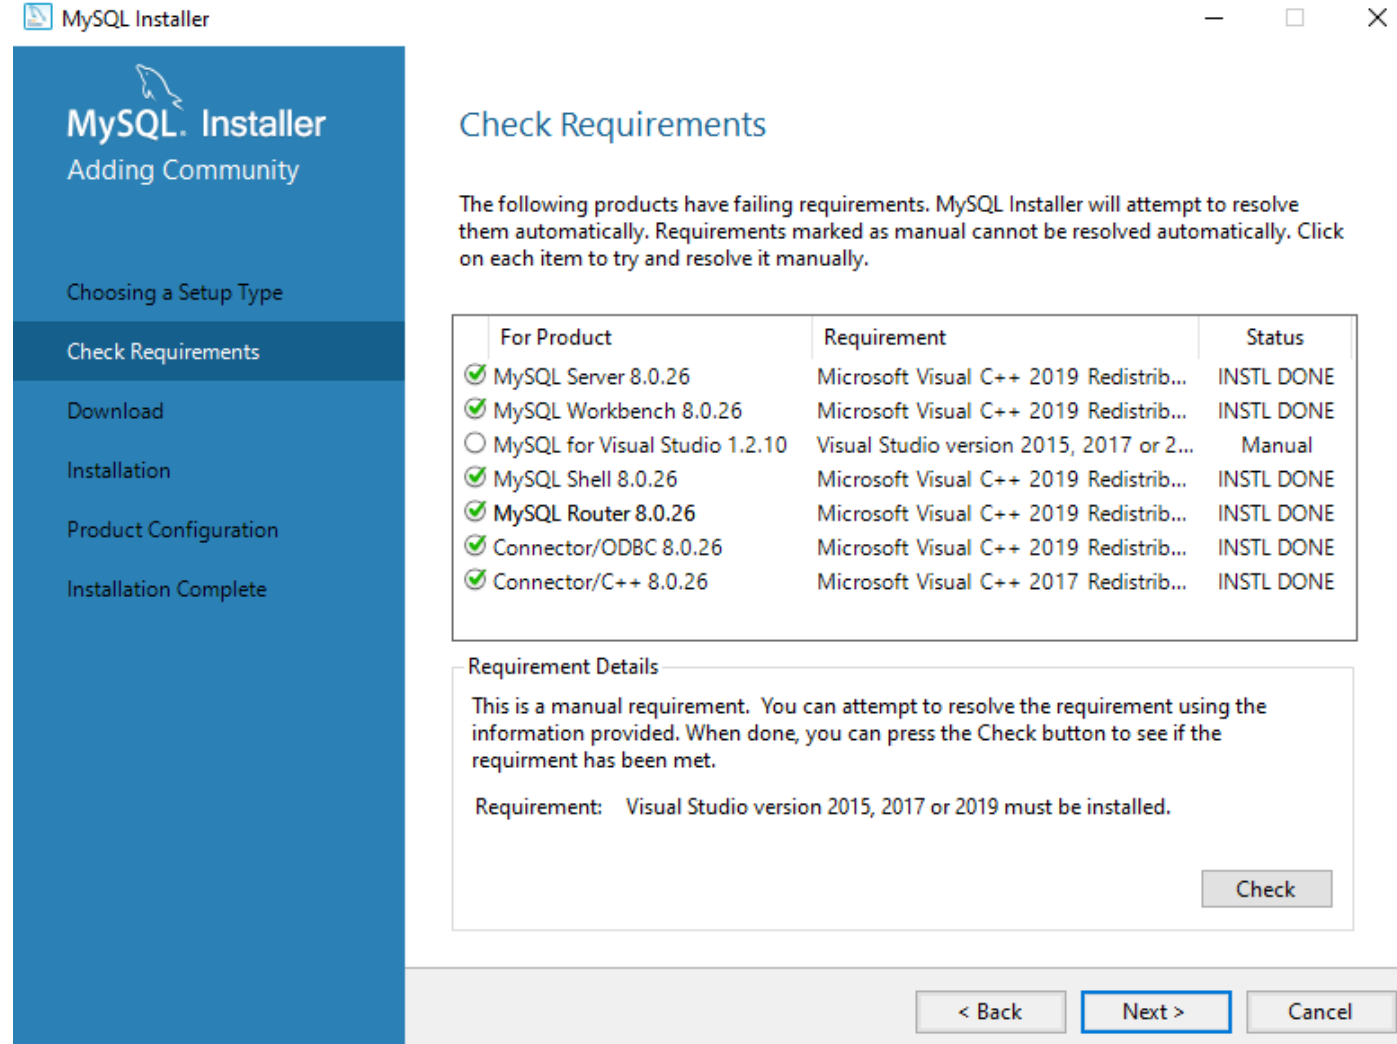 MySQL Installer
MySQL. Installer
Adding Community
Choosing a Setup Type
Check Requirements
Download
Installation
Product Configuration
Installation Complete
Check Requirements
The following products have failing requirements. MySQL Installer will attempt to resolve
them automatically. Requirements marked as manual cannot be resolved automatically. Click
on each item to try and resolve it manually.
For Product Requirement Status
MySQL Server 8.0.26 Microsoft Visual C++ 2019 Redistrib... INSTL DONE
MySQL Workbench 8.0.26 Microsoft Visual C++ 2019 Redistrib... INSTL DONE
MySQL for Visual Studio 1.2.10 Visual Studio version 2015, 2017 or 2... Manual
MySQL Shell 8.0.26 Microsoft Visual C++ 2019 Redistrib... INSTL DONE
MySQL Router 8.0.26 Microsoft Visual C++ 2019 Redistrib... INSTL DONE
Connector/ODBC 8.0.26 Microsoft Visual C++ 2019 Redistrib... INSTL DONE
Connector/C++ 8.0.26 Microsoft Visual C++ 2017 Redistrib... INSTL DONE
Requirement Details
This is a manual requirement. You can attempt to resolve the requirement using the
information provided. When done, you can press the Check button to see if the
requirment has been met.
Requirement: Visual Studio version 2015, 2017 or 2019 must be installed.
Check
< Back Next > Cancel